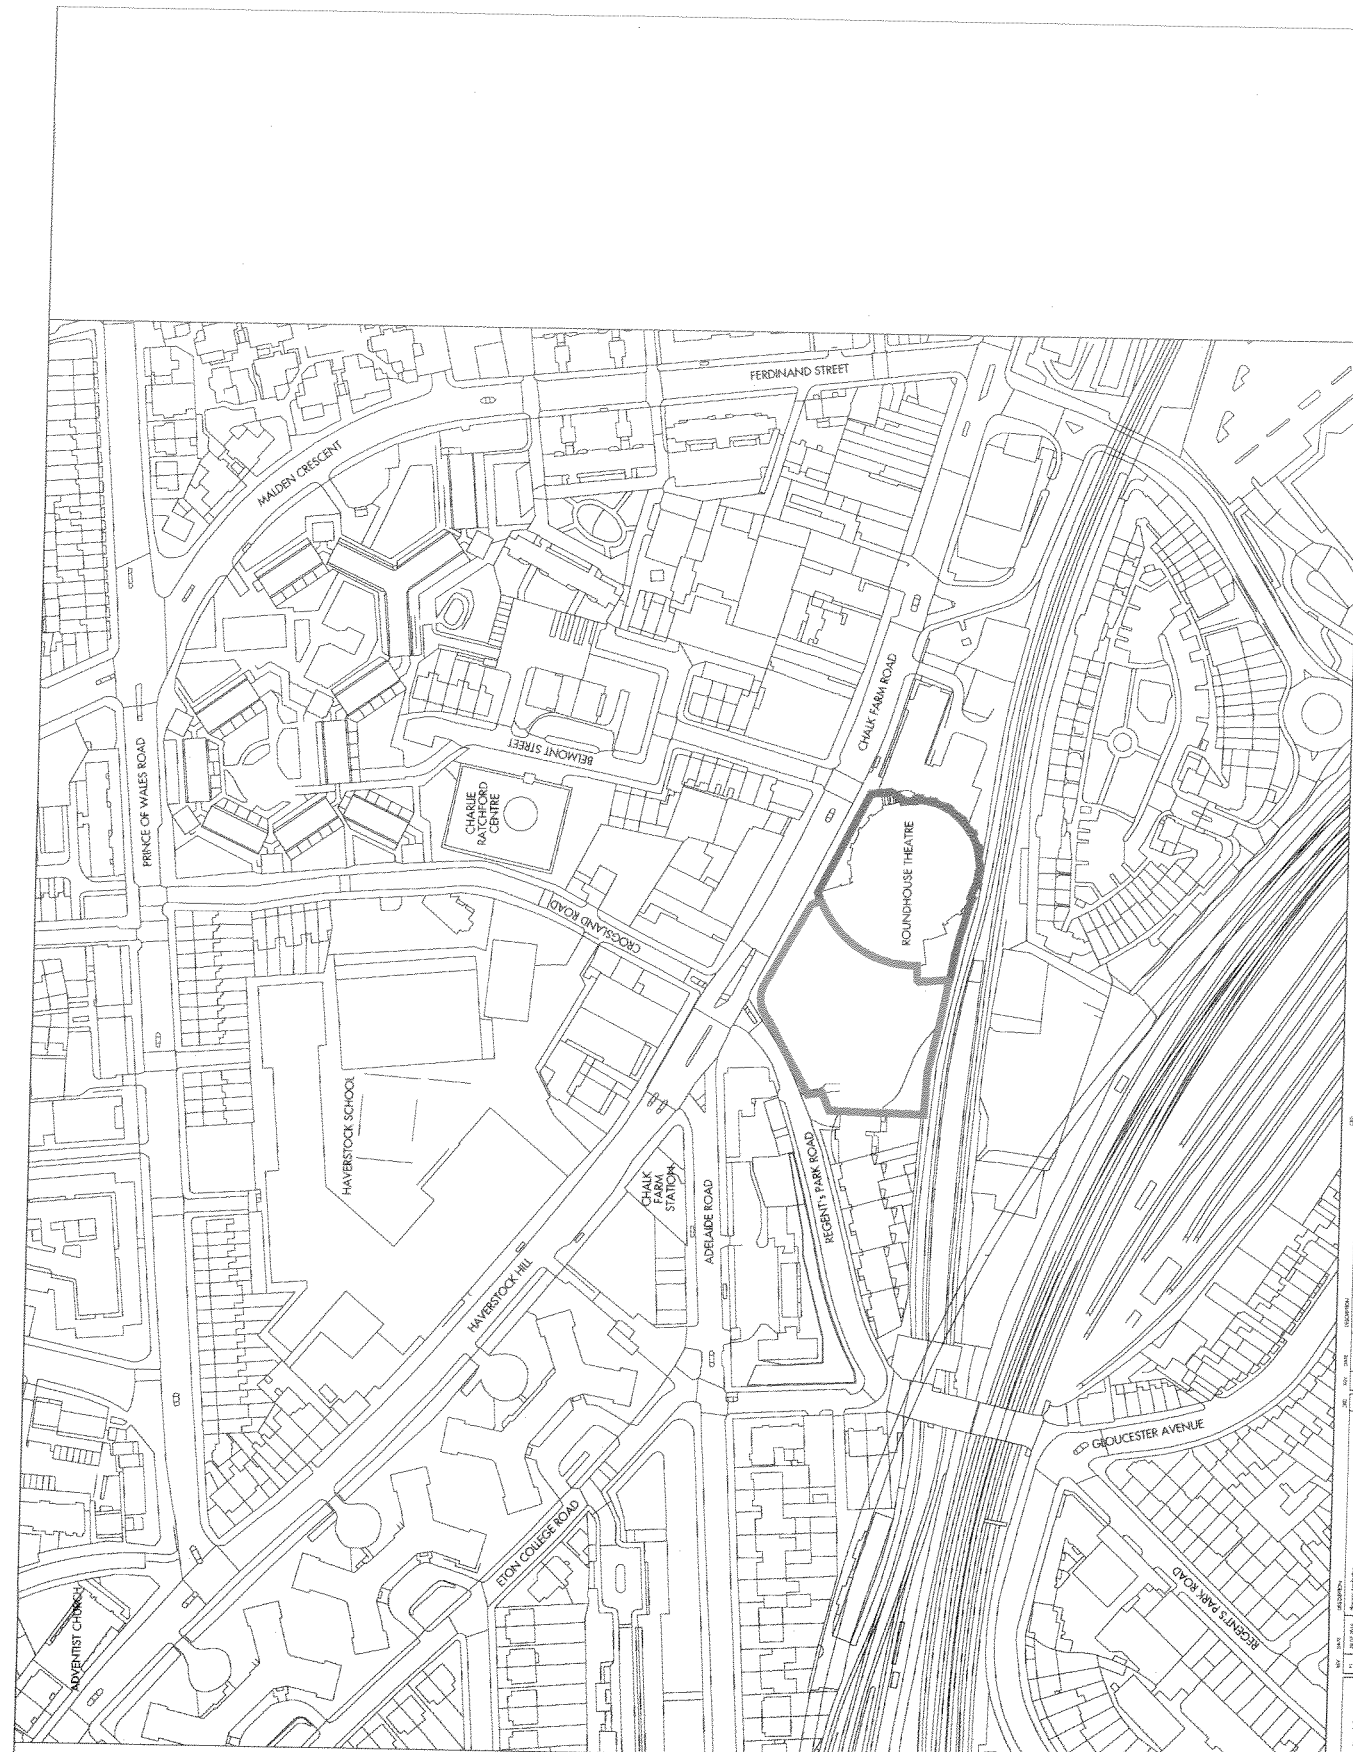 FERDINAND STREET
MALDEN CRESCENT
CHALK FARM ROAD
BELMONT STREET
PRINCE OF WALES ROAD
CHARLIE
RATCHFORD
CENTRE
ROUNDHOUSE THEATRE
CROGSLAND ROAD
HAVERSTOCK SCHOOL
CHALK
FARM
STATION
ADELAIDE ROAD
REGENT's PARK ROAD
HAVERSTOCK HILL
GLOUCESTER AVENUE
ETON COLLEGE ROAD
REGENT'S PARK ROAD
ADVENTIST CHURCH